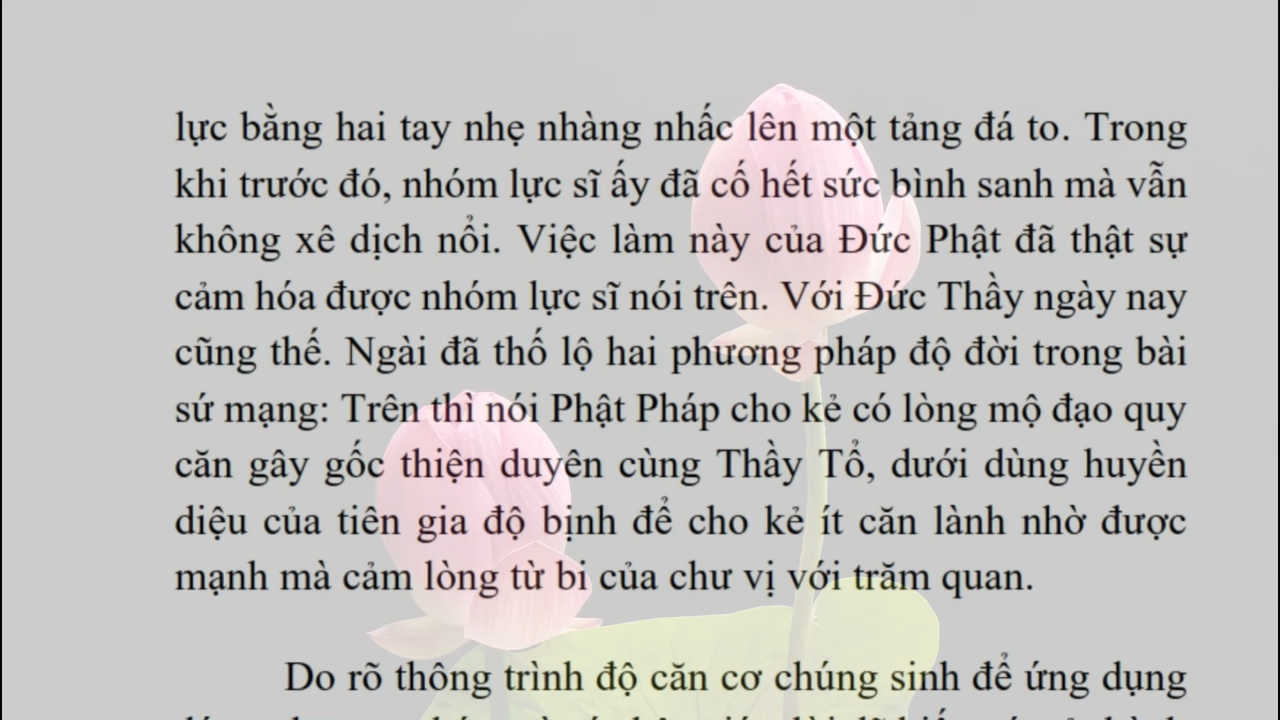 lực bằng hai tay nhẹ nhàng nhấc lên một tảng đá to. Trong
khi trước đó, nhóm lực sĩ ấy đã cố hết sức bình sanh mà vẫn
không xê dịch nổi. Việc làm này của Đức Phật đã thật sự
cảm hóa được nhóm lực sĩ nói trên. Với Đức Thầy ngày nay
cũng thế. Ngài đã thố lộ hai phương pháp độ đời trong bài
sứ mạng: Trên thì nói Phật Pháp cho kẻ có lòng mộ đạo quy
căn gây gốc thiện duyên cùng Thầy Tổ, dưới dùng huyền
diệu của tiên gia độ bịnh để cho kẻ ít căn lành nhờ được
mạnh mà cảm lòng từ bi của chư vị với trăm quan.
Do rõ thông trình độ căn cơ chúng sinh để ứng dụng